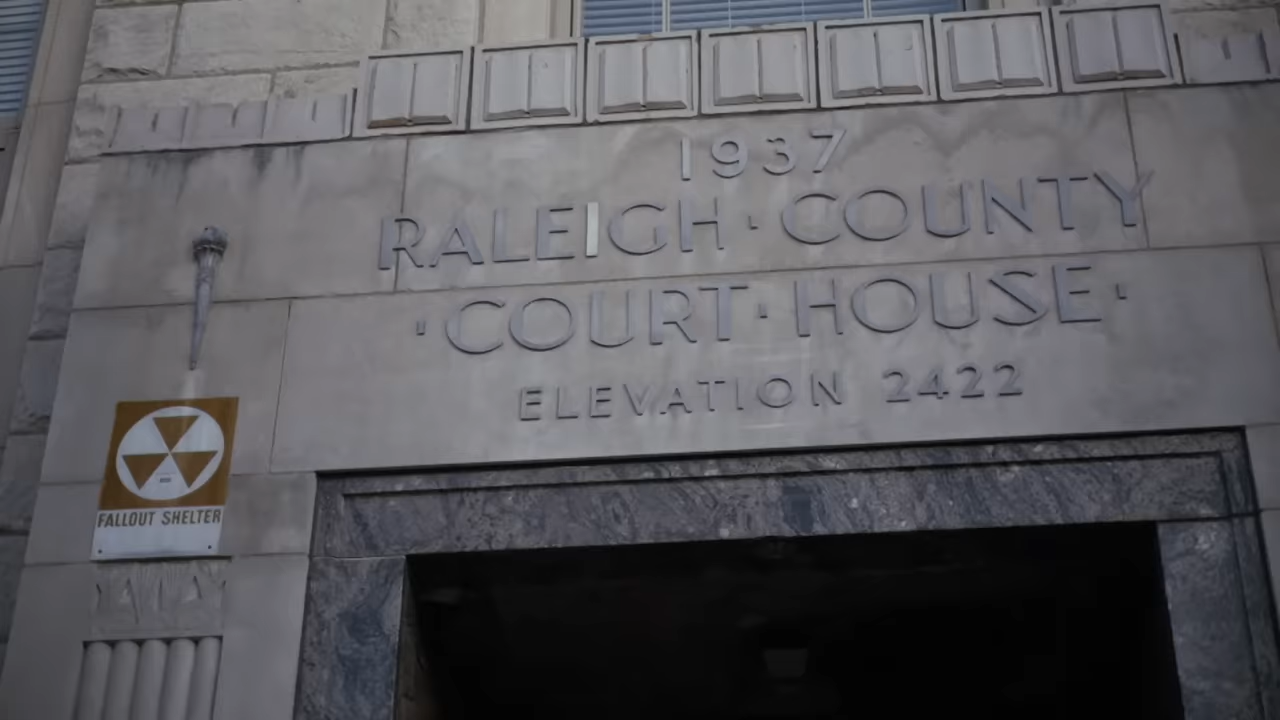 1937
RALEIGH · COUNTY
· COURT · HOUSE ·
ELEVATION 2422
FALLOUT SHELTER